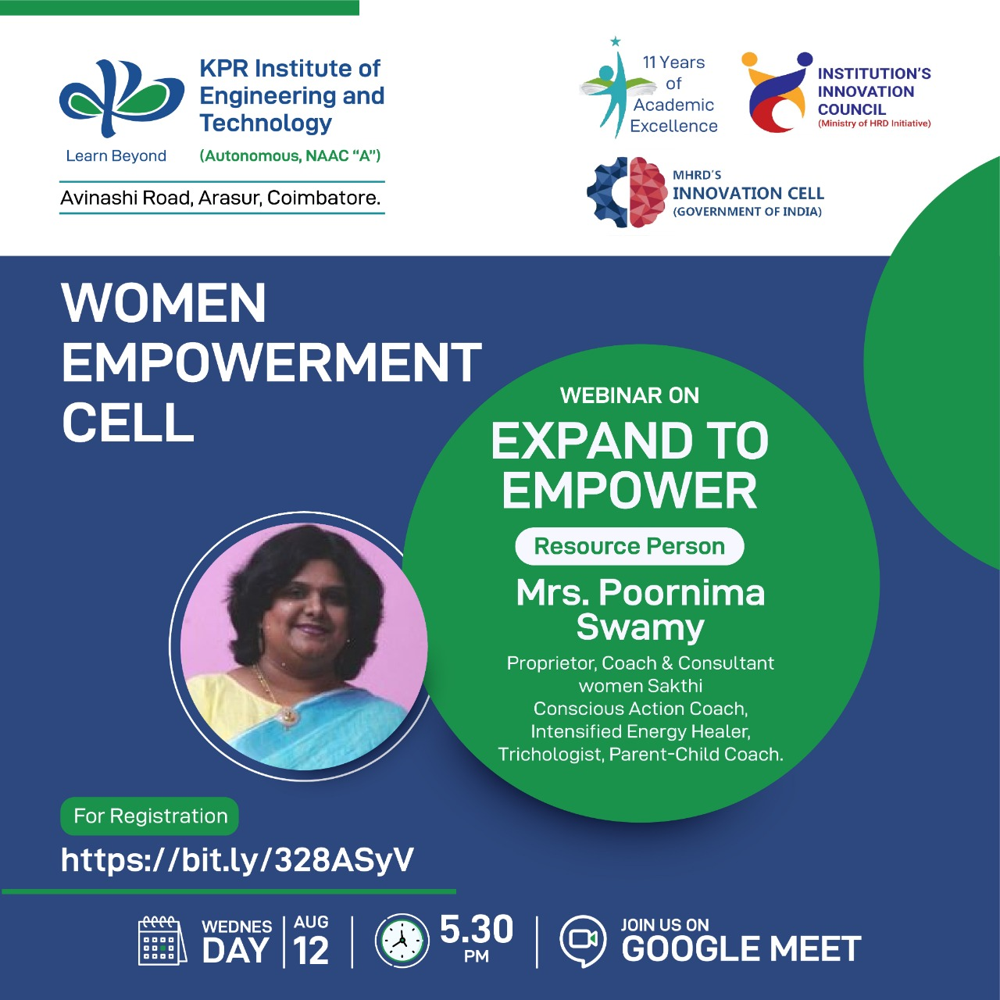 KPR Institute of
Engineering and
Technology
Learn Beyond
(Autonomous, NAAC “A”)
Avinashi Road, Arasur, Coimbatore.
11 Years
of
Academic
Excellence
INSTITUTION'S
INNOVATION
COUNCIL
(Ministry of HRD Initiative)
MHRD'S
INNOVATION CELL
(GOVERNMENT OF INDIA)
WOMEN
EMPOWERMENT
CELL
WEBINAR ON
EXPAND TO
EMPOWER
Resource Person
Mrs. Poornima
Swamy
Proprietor, Coach & Consultant
women Sakthi
Conscious Action Coach,
Intensified Energy Healer,
Trichologist, Parent-Child Coach.
For Registration
https://bit.ly/328ASyV
WEDNES
DAY
AUG
12
5.30
PM
JOIN US ON
GOOGLE MEET